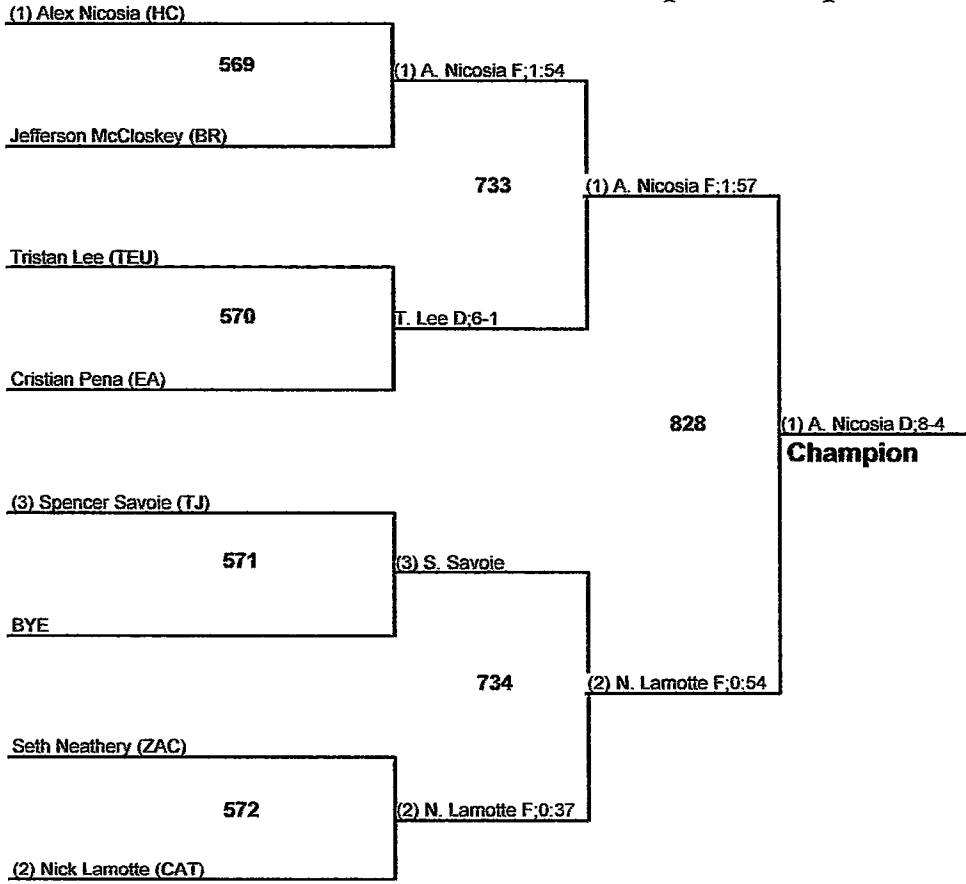 (1) Alex Nicosia (HC)
569
(1) A. Nicosia F;1:54
Jefferson McCloskey (BR)
733
(1) A. Nicosia F;1:57
Tristan Lee (TEU)
570
T. Lee D;6-1
Cristian Pena (EA)
828
(1) A. Nicosia D;8-4
Champion
(3) Spencer Savoie (TJ)
571
(3) S. Savoie
BYE
734
(2) N. Lamotte F;0:54
Seth Neathery (ZAC)
572
(2) N. Lamotte F;0:37
(2) Nick Lamotte (CAT)